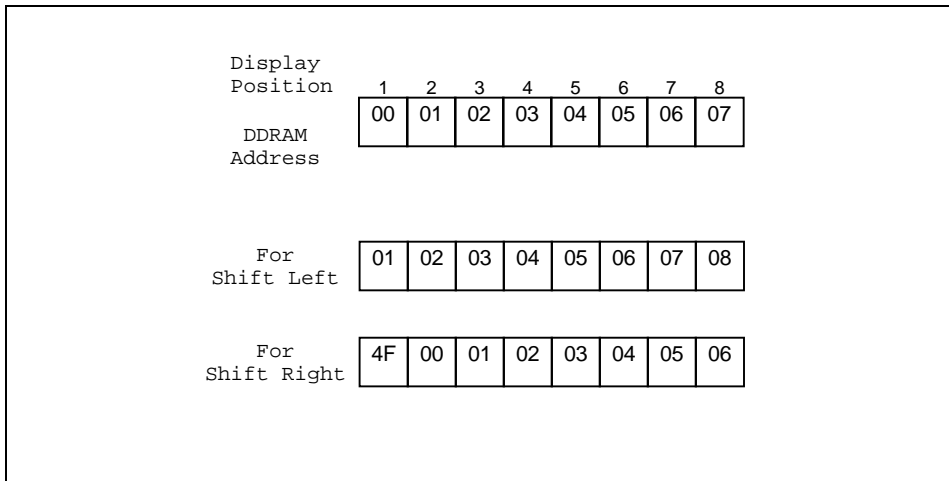 Display
Position
1 2 3 4 5 6 7 8
00 01 02 03 04 05 06 07
DDRAM
Address
For
Shift Left
01 02 03 04 05 06 07 08
For
Shift Right
4F 00 01 02 03 04 05 06